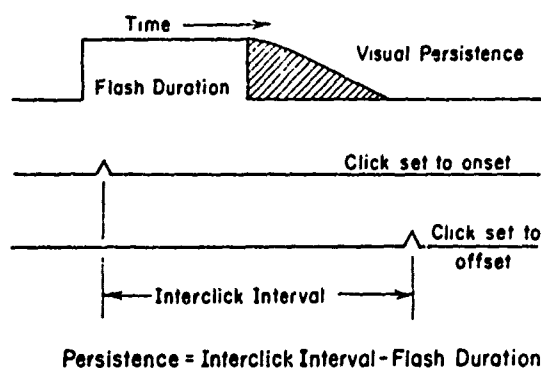 Time
Visual Persistence
Flash Duration
Click set to onset
Click set to
offset
Interclick Interval
Persistence = Interclick Interval - Flash Duration